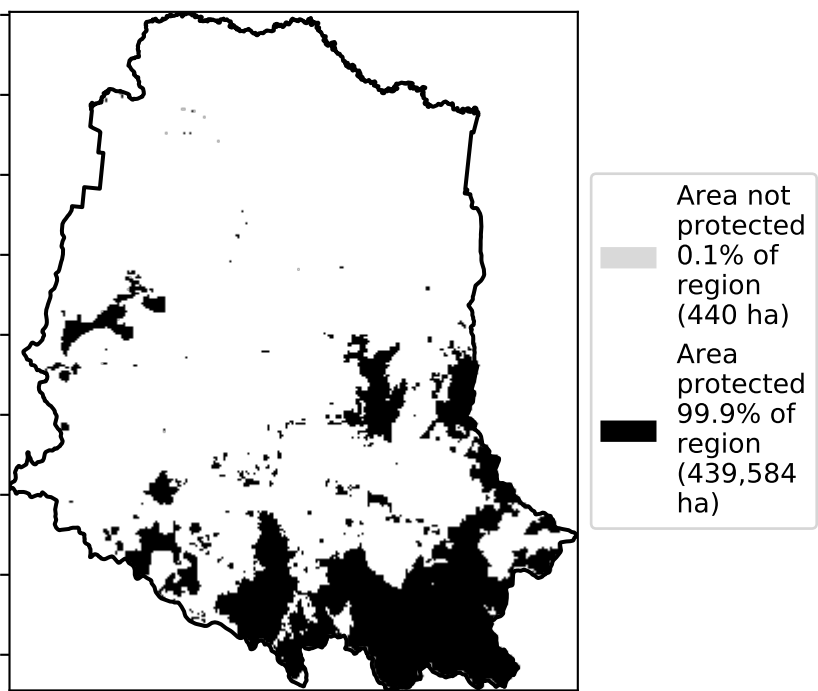 Area not
protected
0.1% of
region
(440 ha)
Area
protected
99.9% of
region
(439,584
ha)